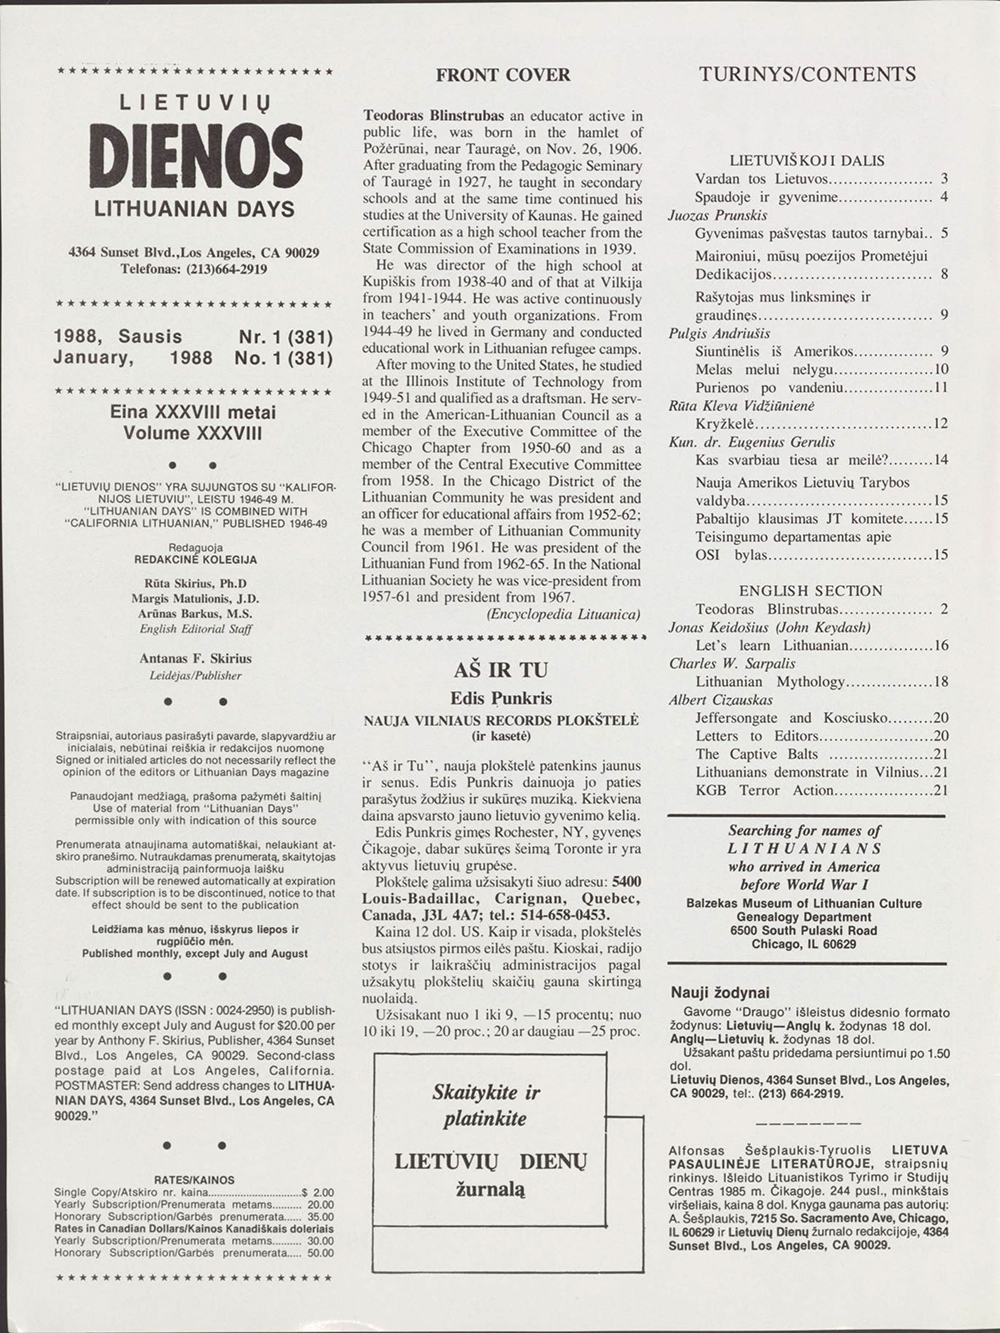 LIETUVIŲ
DIENOS
LITHUANIAN DAYS
4364 Sunset Blvd.,Los Angeles, CA 90029
Telefonas: (213)664-2919
1988, Sausis Nr. 1 (381)
January, 1988 No. 1 (381)
Eina XXXVIII metai
Volume XXXVIII
"LIETUVIŲ DIENOS" YRA SUJUNGTOS SU "KALIFOR-
NIJOS LIETUVIU", LEISTU 1946-49 M.
"LITHUANIAN DAYS" IS COMBINED WITH
"CALIFORNIA LITHUANIAN," PUBLISHED 1946-49
Redaguoja
REDAKCINĖ KOLEGIJA
Rūta Skirius, Ph.D
Margis Matulionis, J.D.
Arūnas Barkus, M.S.
English Editorial Staff
Antanas F. Skirius
Leidėjas/Publisher
Straipsniai, autoriaus pasirašyti pavarde, slapyvardžiu ar
inicialais, nebūtinai reiškia ir redakcijos nuomonę
Signed or initialed articles do not necessarily reflect the
opinion of the editors or Lithuanian Days magazine
Panaudojant medžiagą, prašoma pažymėti šaltinį
Use of material from "Lithuanian Days"
permissible only with indication of this source
Prenumerata atnaujinama automatiškai, nelaukiant at-
skiro pranešimo. Nutraukdamas prenumeratą, skaitytojas
administraciją painformuoja laišku
Subscription will be renewed automatically at expiration
date. If subscription is to be discontinued, notice to that
effect should be sent to the publication
Leidžiama kas mėnuo, išskyrus liepos ir
rugpiūčio mėn.
Published monthly, except July and August
"LITHUANIAN DAYS (ISSN : 0024-2950) is publish-
ed monthly except July and August for $20.00 per
year by Anthony F. Skirius, Publisher, 4364 Sunset
Blvd., Los Angeles, CA 90029. Second-class
postage paid at Los Angeles, California.
POSTMASTER: Send address changes to LITHUA-
NIAN DAYS, 4364 Sunset Blvd., Los Angeles, CA
90029."
RATES/KAINOS
Single Copy/Atskiro nr. kaina..............................$ 2.00
Yearly Subscription/Prenumerata metams.......... 20.00
Honorary Subscription/Garbės prenumerata...... 35.00
Rates in Canadian Dollars/Kainos Kanadiškais doleriais
Yearly Subscription/Prenumerata metams.......... 30.00
Honorary Subscription/Garbės prenumerata..... 50.00
FRONT COVER
Teodoras Blinstrubas an educator active in
public life, was born in the hamlet of
Požėrūnai, near Tauragė, on Nov. 26, 1906.
After graduating from the Pedagogic Seminary
of Tauragė in 1927, he taught in secondary
schools and at the same time continued his
studies at the University of Kaunas. He gained
certification as a high school teacher from the
State Commission of Examinations in 1939.
He was director of the high school at
Kupiškis from 1938-40 and of that at Vilkija
from 1941-1944. He was active continuously
in teachers' and youth organizations. From
1944-49 he lived in Germany and conducted
educational work in Lithuanian refugee camps.
After moving to the United States, he studied
at the Illinois Institute of Technology from
1949-51 and qualified as a draftsman. He serv-
ed in the American-Lithuanian Council as a
member of the Executive Committee of the
Chicago Chapter from 1950-60 and as a
member of the Central Executive Committee
from 1958. In the Chicago District of the
Lithuanian Community he was president and
an officer for educational affairs from 1952-62;
he was a member of Lithuanian Community
Council from 1961. He was president of the
Lithuanian Fund from 1962-65. In the National
Lithuanian Society he was vice-president from
1957-61 and president from 1967.
(Encyclopedia Lituanica)
AŠ IR TU
Edis Punkris
NAUJA VILNIAUS RECORDS PLOKŠTELĖ
(ir kasetė)
"Aš ir Tu", nauja plokštelė patenkins jaunus
ir senus. Edis Punkris dainuoja jo paties
parašytus žodžius ir sukūręs muziką. Kiekviena
daina apsvarsto jauno lietuvio gyvenimo kelią.
Edis Punkris gimęs Rochester, NY, gyvenęs
Čikagoje, dabar sukūręs šeimą Toronte ir yra
aktyvus lietuvių grupėse.
Plokštelę galima užsisakyti šiuo adresu: 5400
Louis-Badaillac, Carignan, Quebec,
Canada, J3L 4A7; tel.: 514-658-0453.
Kaina 12 dol. US. Kaip ir visada, plokštelės
bus atsiųstos pirmos eilės paštu. Kioskai, radijo
stotys ir laikraščių administracijos pagal
užsakytų plokštelių skaičių gauna skirtingą
nuolaidą.
Užsisakant nuo 1 iki 9, —15 procentų; nuo
10 iki 19, —20 proc.; 20 ar daugiau —25 proc.
Skaitykite ir
platinkite
LIETUVIŲ DIENŲ
žurnalą
TURINYS/CONTENTS
LIETUVIŠKOJI DALIS
Vardan tos Lietuvos..................... 3
Spaudoje ir gyvenime................... 4
Juozas Prunskis
Gyvenimas pašvęstas tautos tarnybai.. 5
Maironiui, mūsų poezijos Prometėjui
Dedikacijos................................ 8
Rašytojas mus linksminęs ir
graudinęs................................... 9
Pulgis Andriušis
Siuntinėlis iš Amerikos................ 9
Melas melui nelygu....................10
Purienos po vandeniu..................11
Rūta Kleva Vidžiūnienė
Kryžkelė....................................12
Kun. dr. Eugenius Gerulis
Kas svarbiau tiesa ar meilė?.........14
Nauja Amerikos Lietuvių Tarybos
valdyba.....................................15
Pabaltijo klausimas JT komitete......15
Teisingumo departamentas apie
OSI bylas.................................15
ENGLISH SECTION
Teodoras Blinstrubas................... 2
Jonas Keidošius (John Keydash)
Let's learn Lithuanian.................16
Charles W. Sarpalis
Lithuanian Mythology.................18
Albert Cizauskas
Jeffersongate and Kosciusko.........20
Letters to Editors.......................20
The Captive Balts .....................21
Lithuanians demonstrate in Vilnius...21
KGB Terror Action....................21
Searching for names of
LITHUANIANS
who arrived in America
before World War I
Balzekas Museum of Lithuanian Culture
Genealogy Department
6500 South Pulaski Road
Chicago, IL 60629
Nauji žodynai
Gavome "Draugo" išleistus didesnio formato
žodynus: Lietuvių—Anglų k. žodynas 18 dol.
Anglų—Lietuvių k. žodynas 18 dol.
Užsakant paštu pridedama persiuntimui po 1.50
dol.
Lietuvių Dienos, 4364 Sunset Blvd., Los Angeles,
CA 90029, tel:. (213) 664-2919.
Alfonsas Šešplaukis-Tyruolis LIETUVA
PASAULINĖJE LITERATŪROJE, straipsnių
rinkinys. Išleido Lituanistikos Tyrimo ir Studijų
Centras 1985 m. Čikagoje. 244 pusl., minkštais
viršeliais, kaina 8 dol. Knyga gaunama pas autorių:
A. Šešplaukis, 7215 So. Sacramento Ave, Chicago,
IL 60629 ir Lietuvių Dienų žurnalo redakcijoje, 4364
Sunset Blvd., Los Angeles, CA 90029.